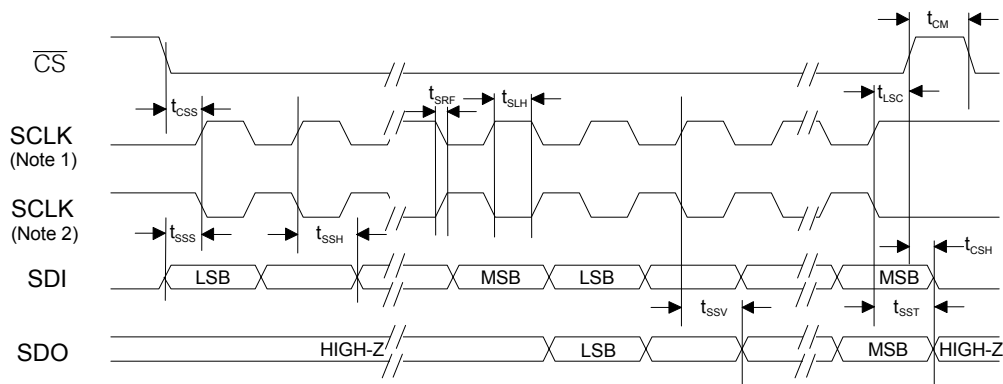 t_CM
CS
t_CSS
t_SRF
t_SLH
t_LSC
SCLK
(Note 1)
SCLK
(Note 2)
t_SSS
t_SSH
t_CSH
SDI
LSB
MSB
LSB
MSB
t_SSV
t_SST
SDO
HIGH-Z
LSB
MSB
HIGH-Z